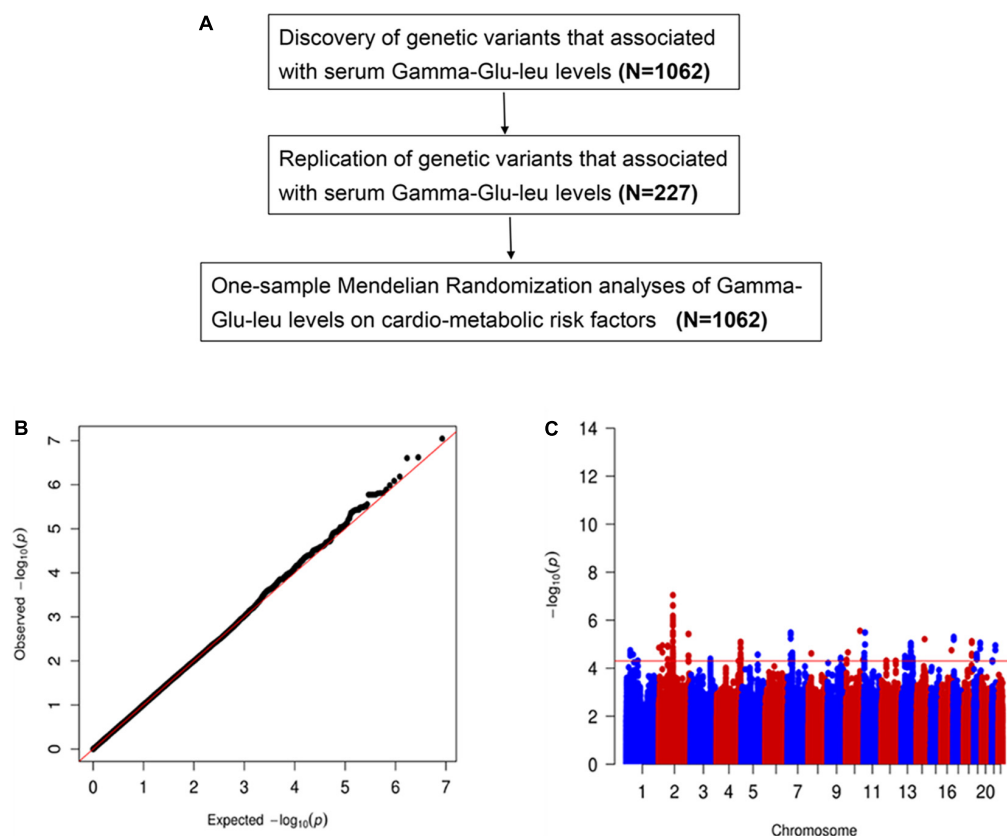 A
Discovery of genetic variants that associated
with serum Gamma-Glu-leu levels (N=1062)
Replication of genetic variants that associated
with serum Gamma-Glu-leu levels (N=227)
One-sample Mendelian Randomization analyses of Gamma-
Glu-leu levels on cardio-metabolic risk factors (N=1062)
B
Observed −log10(p)
7
6
5
4
3
2
1
0
0 1 2 3 4 5 6 7
Expected −log10(p)
C
−log10(p)
14
12
10
8
6
4
2
0
1 2 3 4 5 7 9 11 13 16 20
Chromosome